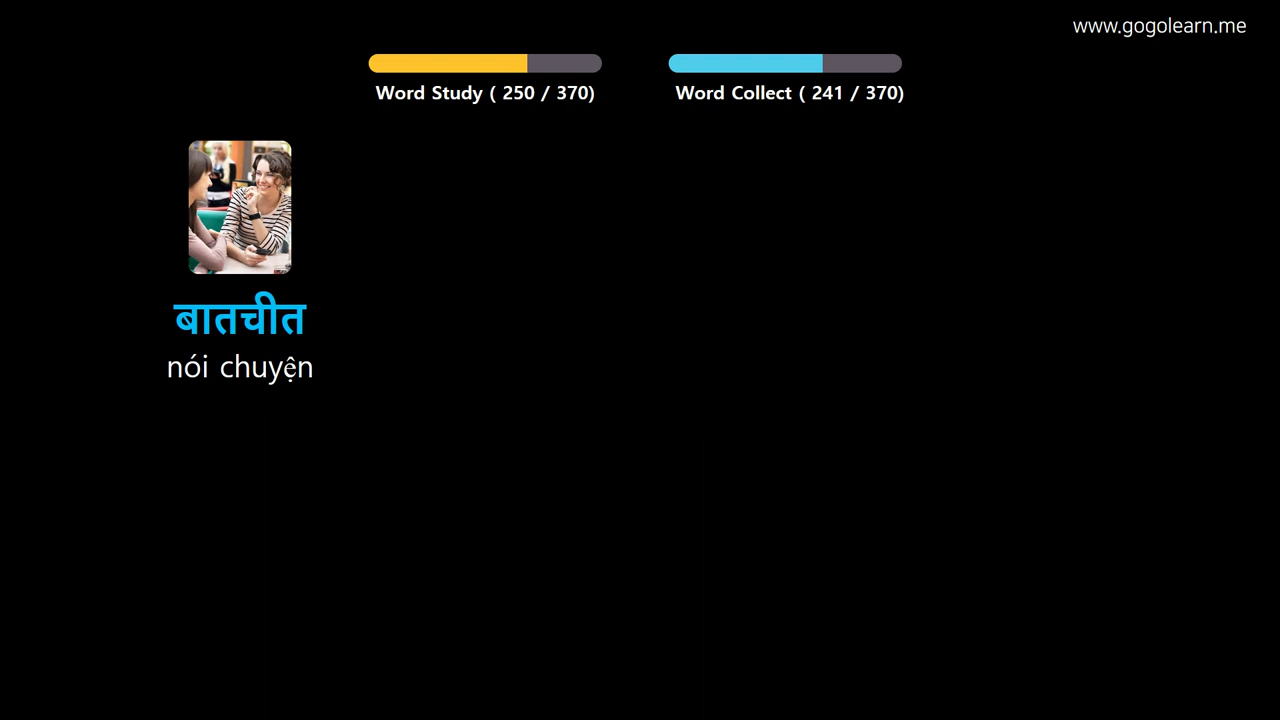 www.gogolearn.me
Word Study ( 250 / 370)
Word Collect ( 241 / 370)
बातचीत
nói chuyện